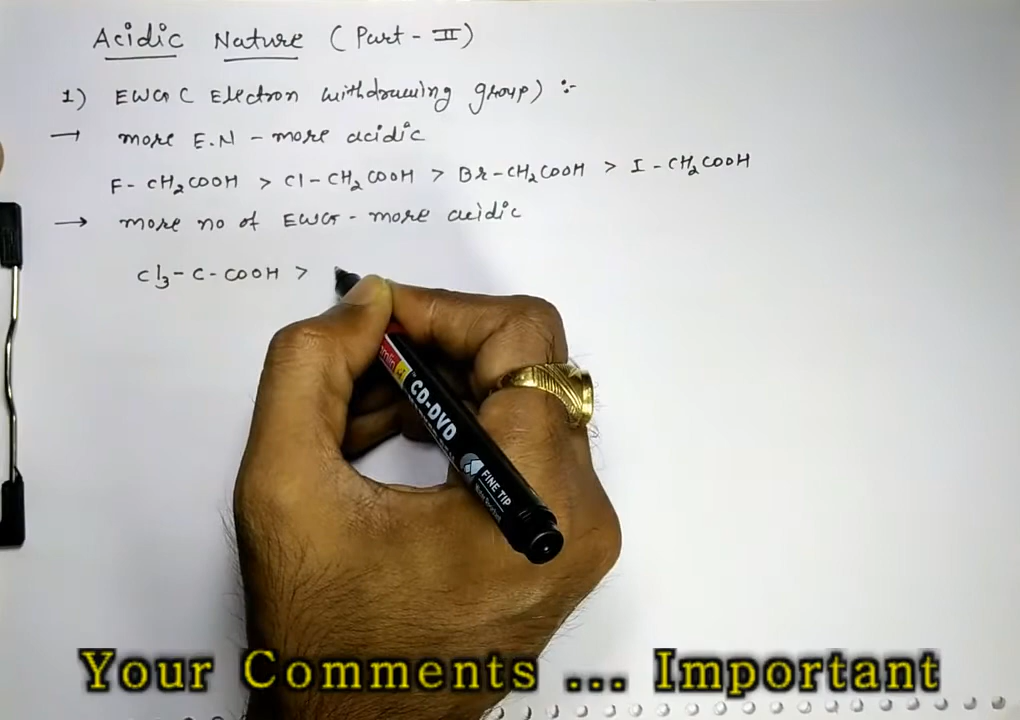 Acidic Nature (Part - II)
1) EWG ( Electron withdrawing group) :-
→ more E.N - more acidic
F - CH2COOH > Cl - CH2COOH > Br - CH2COOH > I - CH2COOH
→ more no of EWG - more acidic
Cl3 - C - COOH >
CD-DVD
FINE TIP
Your Comments ... Important